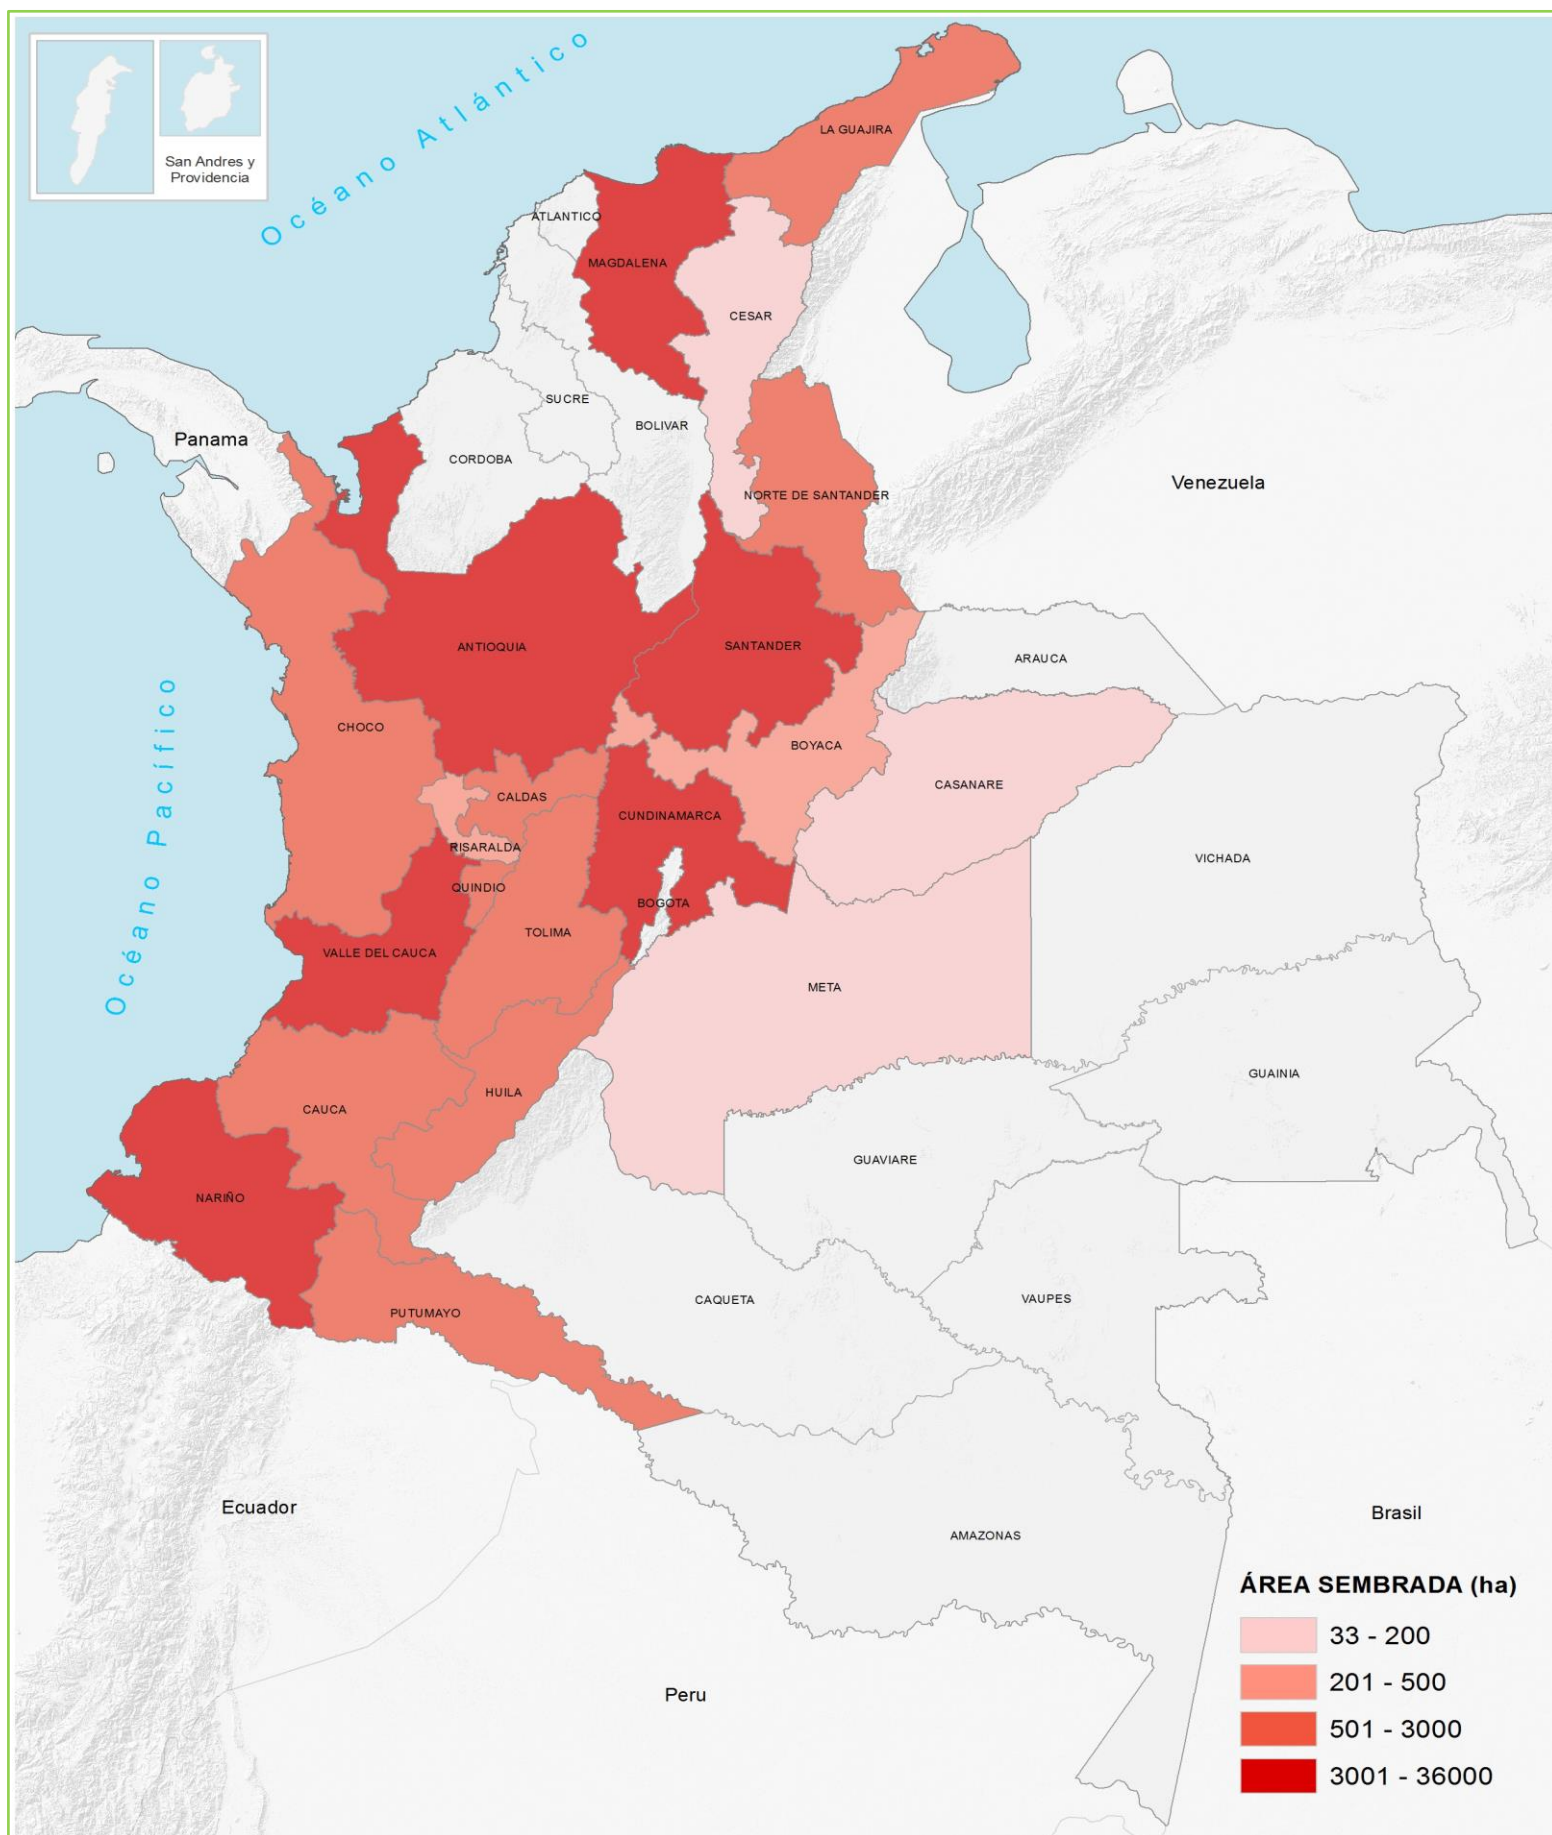 San Andres y
Providencia
Océano Atlántico
LA GUAJIRA
ATLANTICO
MAGDALENA
CESAR
SUCRE
BOLIVAR
Panama
CORDOBA
NORTE DE SANTANDER
Venezuela
ANTIOQUIA
SANTANDER
ARAUCA
Océano Pacífico
CHOCO
BOYACA
CASANARE
CALDAS
CUNDINAMARCA
RISARALDA
VICHADA
QUINDIO
BOGOTA
TOLIMA
VALLE DEL CAUCA
META
GUAINIA
HUILA
CAUCA
GUAVIARE
NARIÑO
CAQUETA
VAUPES
PUTUMAYO
Ecuador
Brasil
AMAZONAS
Peru
ÁREA SEMBRADA (ha)
33 - 200
201 - 500
501 - 3000
3001 - 36000